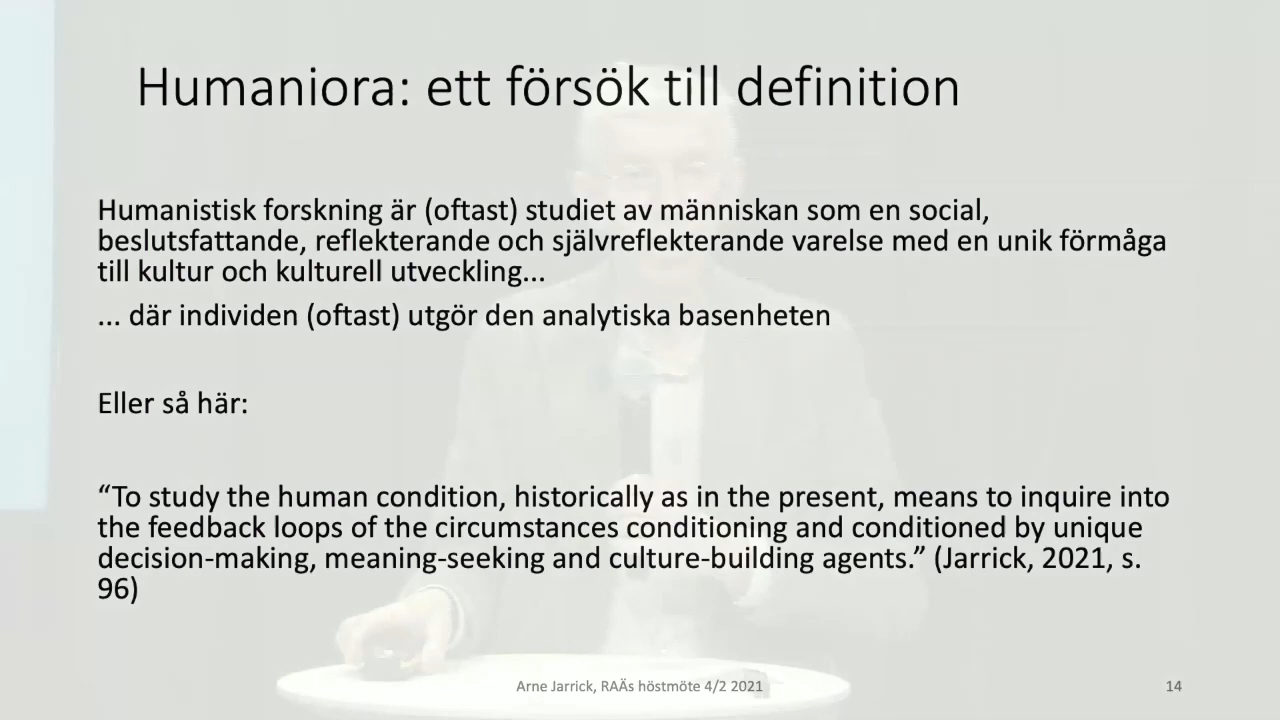 Humaniora: ett försök till definition
Humanistisk forskning är (oftast) studiet av människan som en social,
beslutsfattande, reflekterande och självreflekterande varelse med en unik förmåga
till kultur och kulturell utveckling...
... där individen (oftast) utgör den analytiska basenheten
Eller så här:
“To study the human condition, historically as in the present, means to inquire into
the feedback loops of the circumstances conditioning and conditioned by unique
decision-making, meaning-seeking and culture-building agents.” (Jarrick, 2021, s.
96)
Arne Jarrick, RAÄs höstmöte 4/2 2021
14